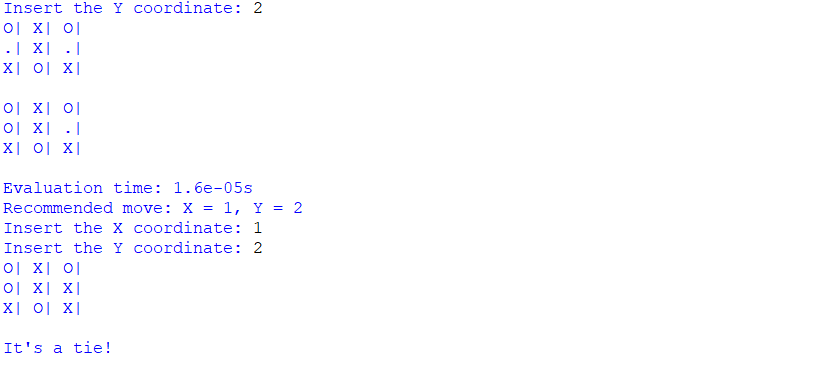 Insert the Y coordinate: 2
O| X| O|
.| X| .|
X| O| X|
O| X| O|
O| X| .|
X| O| X|
Evaluation time: 1.6e-05s
Recommended move: X = 1, Y = 2
Insert the X coordinate: 1
Insert the Y coordinate: 2
O| X| O|
O| X| X|
X| O| X|
It's a tie!